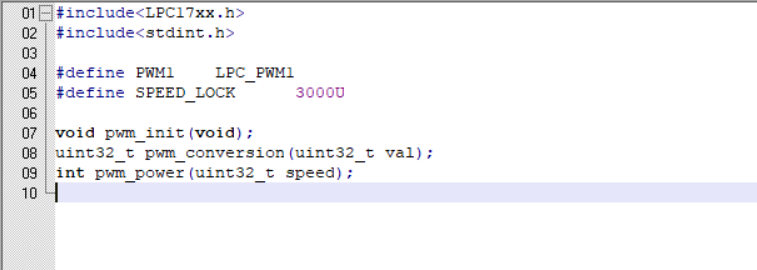 01 #include<LPC17xx.h>
02 #include<stdint.h>
03
04 #define PWM1    LPC_PWM1
05 #define SPEED_LOCK      3000U
06
07 void pwm_init(void);
08 uint32_t pwm_conversion(uint32_t val);
09 int pwm_power(uint32_t speed);
10